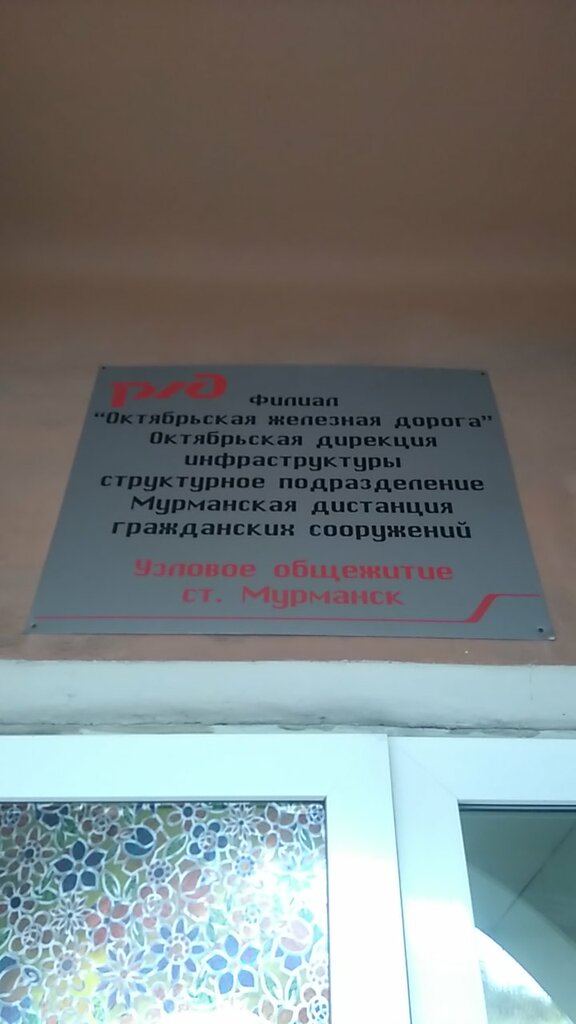 РЖД Филиал
"Октябрьская железная дорога"
Октябрьская дирекция
инфраструктуры
структурное подразделение
Мурманская дистанция
гражданских сооружений
Узловое общежитие
ст. Мурманск